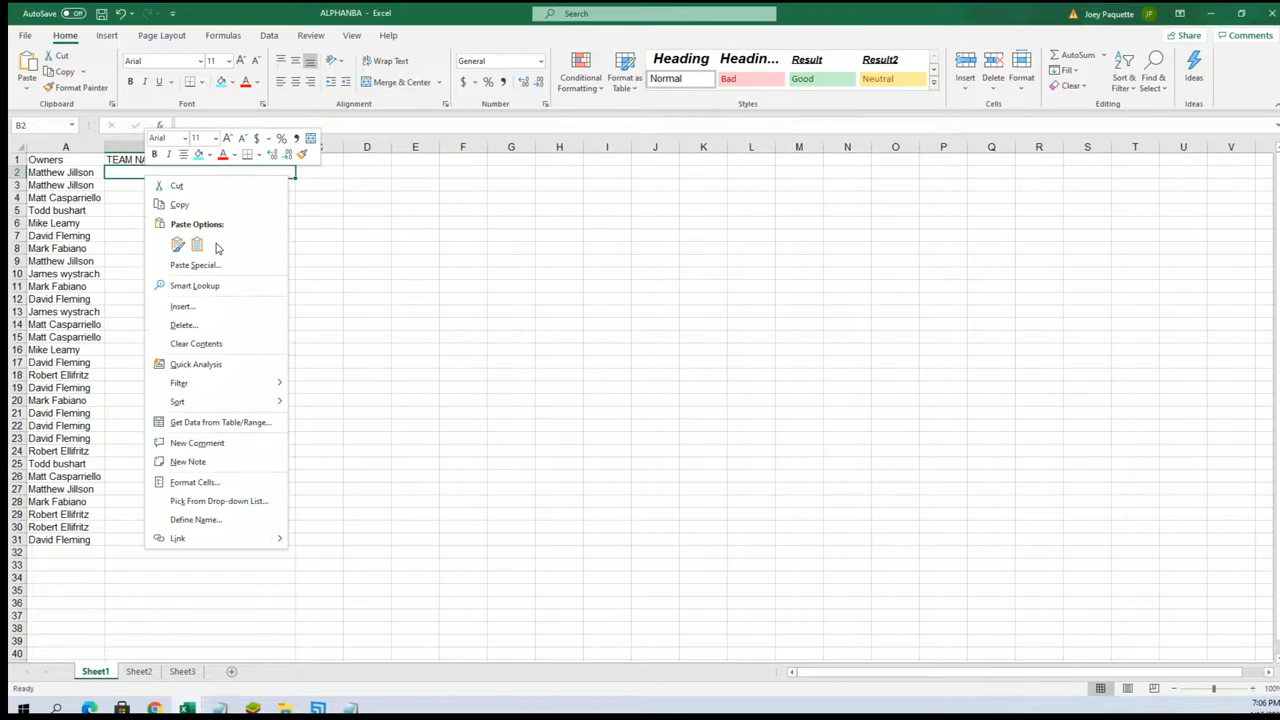 AutoSave Off ALPHANBA - Excel Search Joey Paquette JP
File Home Insert Page Layout Formulas Data Review View Help Share Comments
Paste Cut Copy Format Painter
Arial 11 B I U
Wrap Text Merge & Center
General $ % ,
Conditional Formatting Format as Table
Heading Headin... Result Result2
Normal Bad Good Neutral
Insert Delete Format
AutoSum Fill Clear Sort & Filter Find & Select Ideas
Clipboard Font Alignment Number Styles Cells Editing Ideas
B2 fx
Arial 11 A A $ % ,
B I A
A D E F G H I J K L M N O P Q R S T U V
1 Owners TEAM NA
2 Matthew Jillson
3 Matthew Jillson
4 Matt Casparriello
5 Todd bushart
6 Mike Leamy
7 David Fleming
8 Mark Fabiano
9 Matthew Jillson
10 James wystrach
11 Mark Fabiano
12 David Fleming
13 James wystrach
14 Matt Casparriello
15 Matt Casparriello
16 Mike Leamy
17 David Fleming
18 Robert Ellifritz
19 David Fleming
20 Mark Fabiano
21 David Fleming
22 David Fleming
23 David Fleming
24 Robert Ellifritz
25 Todd bushart
26 Matt Casparriello
27 Matthew Jillson
28 Mark Fabiano
29 Robert Ellifritz
30 Robert Ellifritz
31 David Fleming
32
33
34
35
36
37
38
39
40
Cut
Copy
Paste Options:
Paste Special...
Smart Lookup
Insert...
Delete...
Clear Contents
Quick Analysis
Filter
Sort
Get Data from Table/Range...
New Comment
New Note
Format Cells...
Pick From Drop-down List...
Define Name...
Link
Sheet1 Sheet2 Sheet3
Ready 100%
7:06 PM